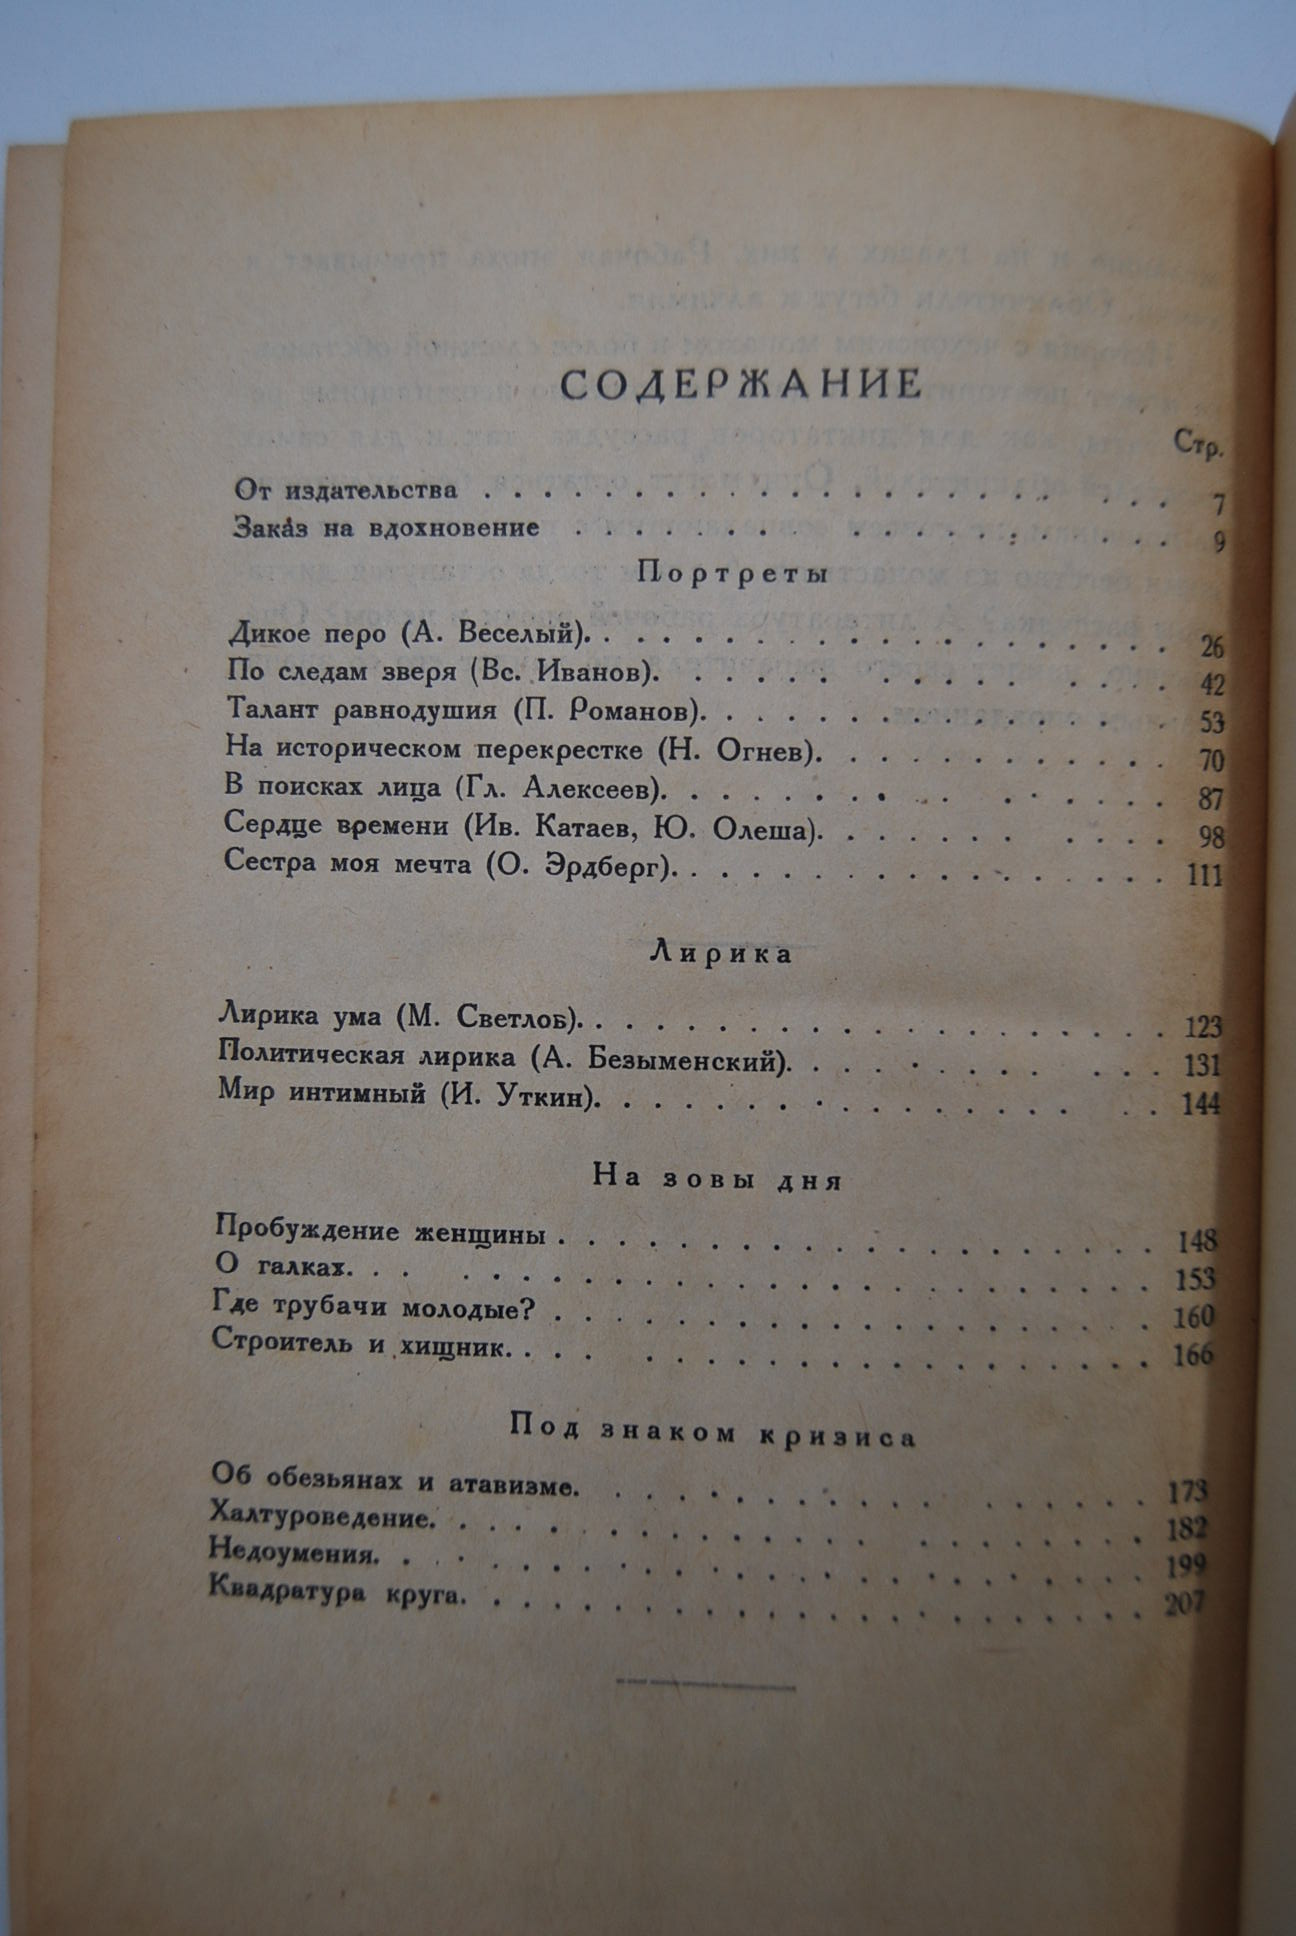 СОДЕРЖАНИЕ
Стр.
От издательства . . . . . . . . . . . . . . . . . . . . . 7
Заказ на вдохновение . . . . . . . . . . . . . . . . . . 9
Портреты
Дикое перо (А. Веселый). . . . . . . . . . . . . . . . . 26
По следам зверя (Вс. Иванов). . . . . . . . . . . . . . 42
Талант равнодушия (П. Романов). . . . . . . . . . . . . 53
На историческом перекрестке (Н. Огнев). . . . . . . . . 70
В поисках лица (Гл. Алексеев). . . . . . . . . . . . . . 87
Сердце времени (Ив. Катаев, Ю. Олеша). . . . . . . . . 98
Сестра моя мечта (О. Эрдберг). . . . . . . . . . . . . . 111
Лирика
Лирика ума (М. Светлоб). . . . . . . . . . . . . . . . . 123
Политическая лирика (А. Безыменский). . . . . . . . . . 131
Мир интимный (И. Уткин). . . . . . . . . . . . . . . . . 144
На зовы дня
Пробуждение женщины . . . . . . . . . . . . . . . . . . 148
О галках. . . . . . . . . . . . . . . . . . . . . . . . 153
Где трубачи молодые? . . . . . . . . . . . . . . . . . . 160
Строитель и хищник. . . . . . . . . . . . . . . . . . . 166
Под знаком кризиса
Об обезьянах и атавизме. . . . . . . . . . . . . . . . . 173
Халтуроведение. . . . . . . . . . . . . . . . . . . . . 182
Недоумения. . . . . . . . . . . . . . . . . . . . . . . 199
Квадратура круга. . . . . . . . . . . . . . . . . . . . 207